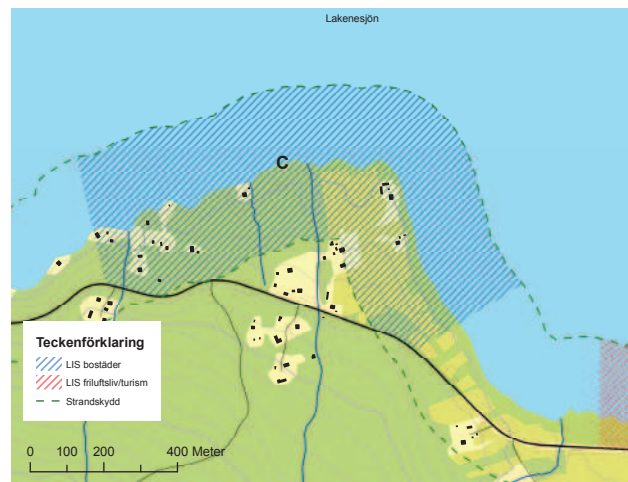 Lakenesjön
C
Teckenförklaring
LIS bostäder
LIS friluftsliv/turism
Strandskydd
0 100 200 400 Meter